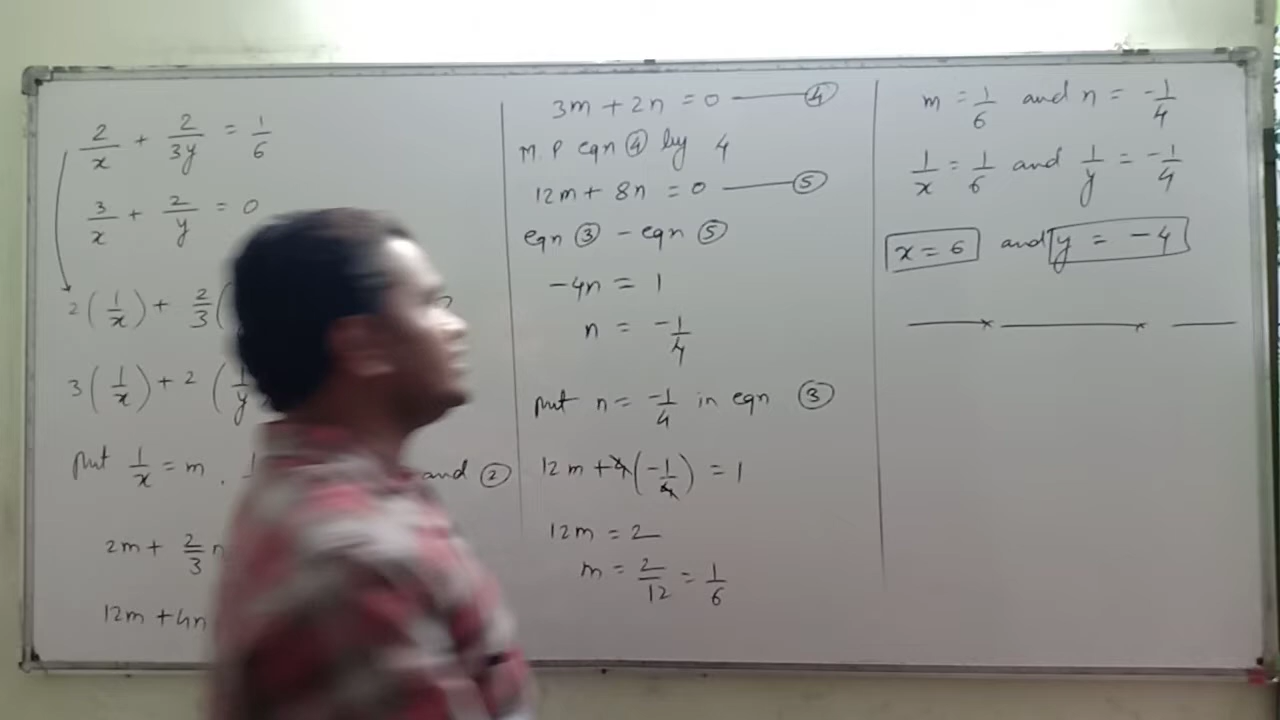 2/x + 2/3y = 1/6
3/x + 2/y = 0
2(1/x) + 2/3(
3(1/x) + 2(1/y
Put 1/x = m, and ②
2m + 2/3 n
12m + 4n
3m + 2n = 0 — ④
M.P eqn ④ by 4
12m + 8n = 0 — ⑤
eqn ③ - eqn ⑤
-4n = 1
n = -1/4
Put n = -1/4 in eqn ③
12m + 4(-1/4) = 1
12m = 2
m = 2/12 = 1/6
m = 1/6 and n = -1/4
1/x = 1/6 and 1/y = -1/4
x = 6 and y = -4